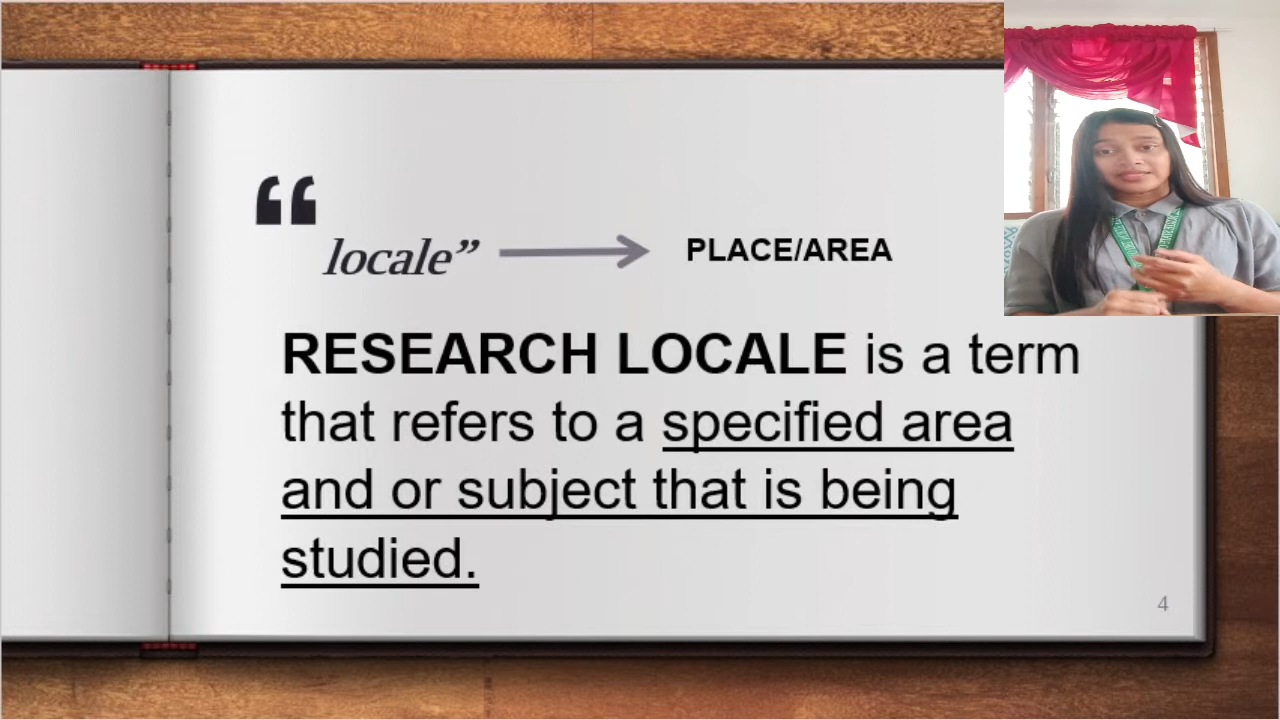 “ locale” PLACE/AREA
RESEARCH LOCALE is a term
that refers to a specified area
and or subject that is being
studied.
4